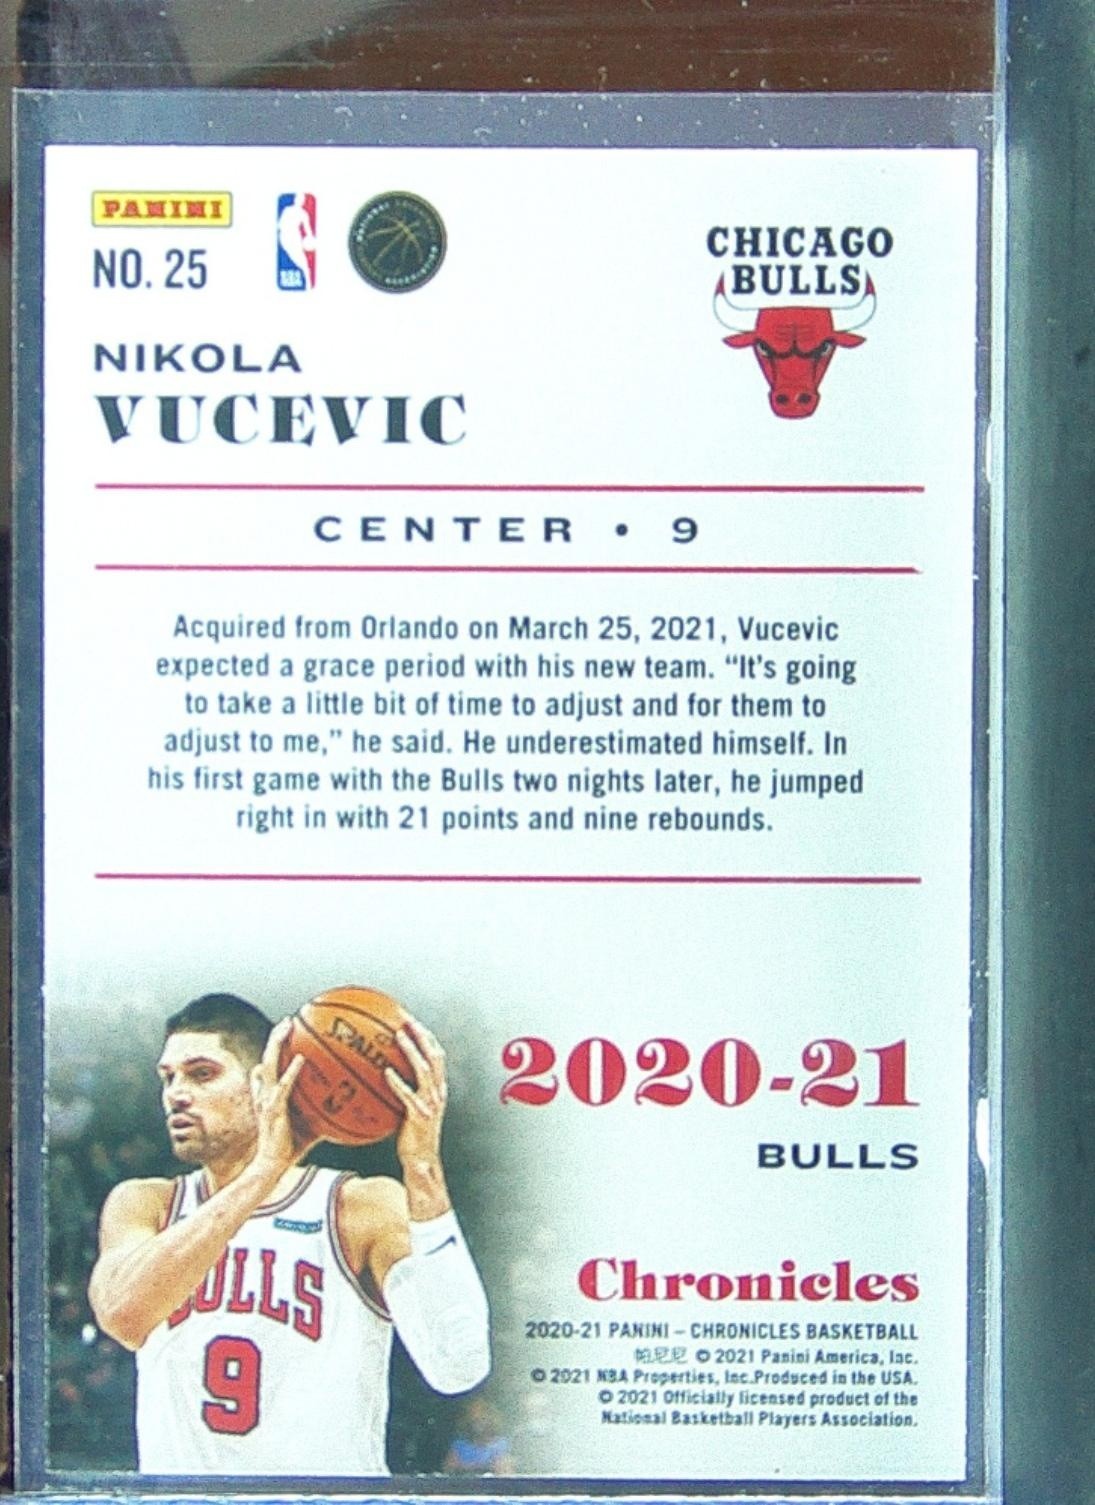 PANINI
NO. 25
CHICAGO
BULLS
NIKOLA
VUCEVIC
CENTER • 9
Acquired from Orlando on March 25, 2021, Vucevic
expected a grace period with his new team. “It's going
to take a little bit of time to adjust and for them to
adjust to me,” he said. He underestimated himself. In
his first game with the Bulls two nights later, he jumped
right in with 21 points and nine rebounds.
SPALDING
BULLS
9
2020-21
BULLS
Chronicles
2020-21 PANINI – CHRONICLES BASKETBALL
帕尼尼 © 2021 Panini America, Inc.
© 2021 NBA Properties, Inc.Produced in the USA.
© 2021 Officially licensed product of the
National Basketball Players Association.